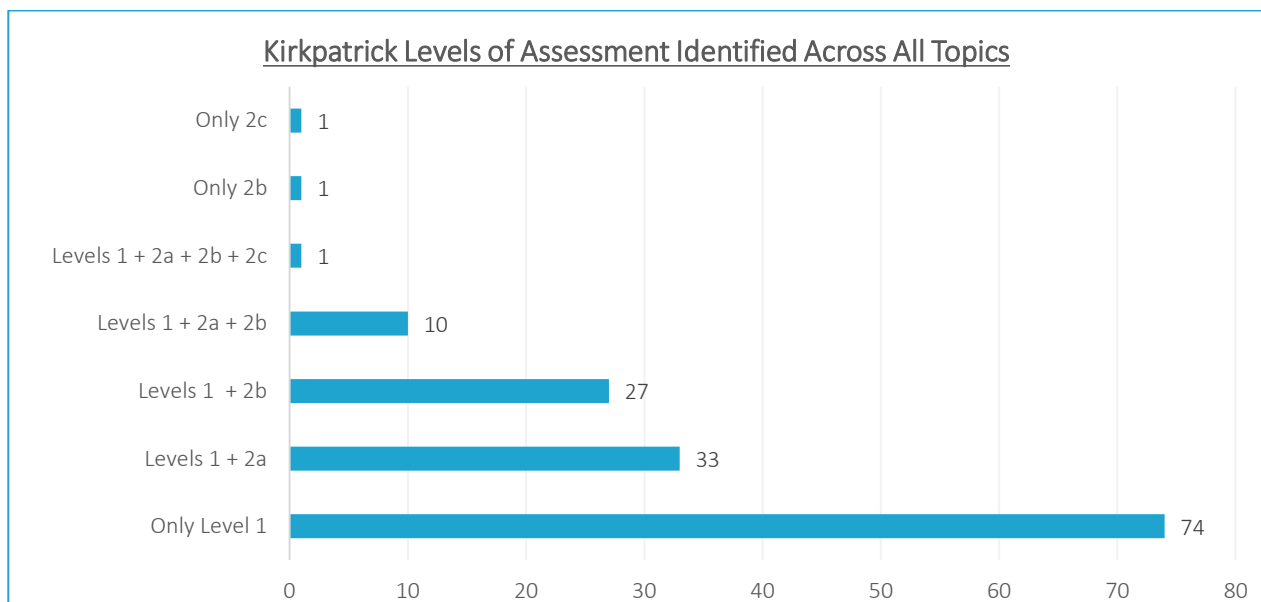 Kirkpatrick Levels of Assessment Identified Across All Topics
Only 2c 1
Only 2b 1
Levels 1 + 2a + 2b + 2c 1
Levels 1 + 2a + 2b 10
Levels 1  + 2b 27
Levels 1 + 2a 33
Only Level 1 74
0 10 20 30 40 50 60 70 80